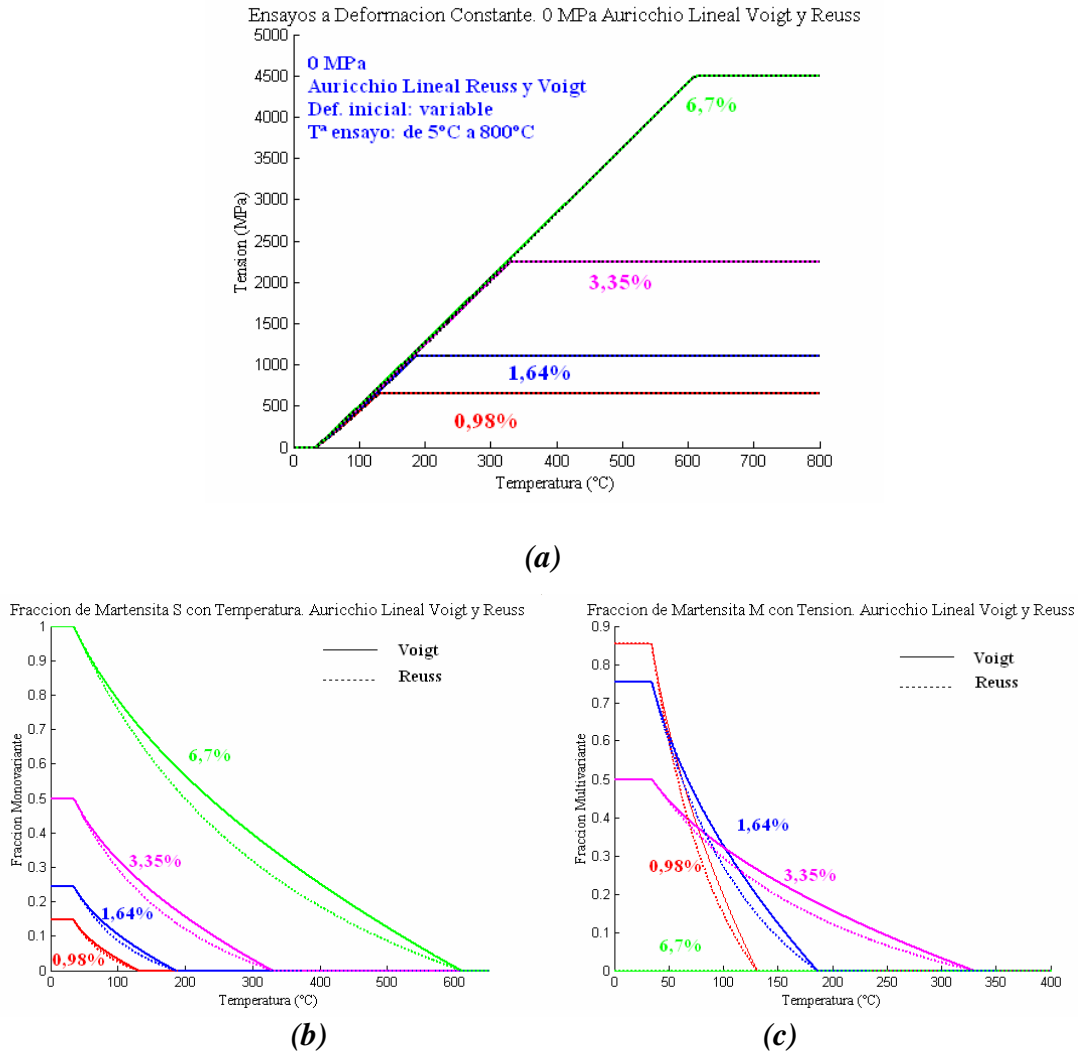 Ensayos a Deformacion Constante. 0 MPa Auricchio Lineal Voigt y Reuss
5000
4500
4000
3500
3000
2500
2000
1500
1000
500
0
Tension (MPa)
0 MPa
Auricchio Lineal Reuss y Voigt
Def. inicial: variable
Tª ensayo: de 5°C a 800°C
6,7%
3,35%
1,64%
0,98%
0 100 200 300 400 500 600 700 800
Temperatura (°C)
(a)
Fraccion de Martensita S con Temperatura. Auricchio Lineal Voigt y Reuss
1
0.9
0.8
0.7
0.6
0.5
0.4
0.3
0.2
0.1
0
Fraccion Monovariante
Voigt
Reuss
6,7%
3,35%
1,64%
0,98%
0 100 200 300 400 500 600
Temperatura (°C)
(b)
Fraccion de Martensita M con Tension. Auricchio Lineal Voigt y Reuss
0.9
0.8
0.7
0.6
0.5
0.4
0.3
0.2
0.1
0
Fraccion Multivariante
Voigt
Reuss
1,64%
0,98%
3,35%
6,7%
0 50 100 150 200 250 300 350 400
Temperatura (°C)
(c)